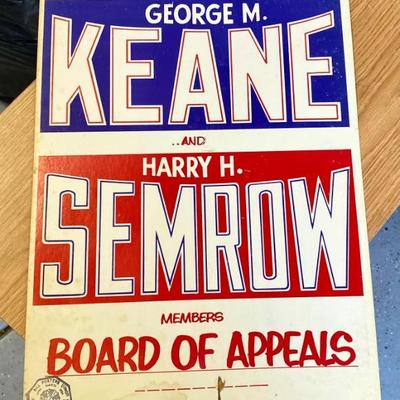 GEORGE M.
KEANE
..AND
HARRY H.
SEMROW
MEMBERS
BOARD OF APPEALS